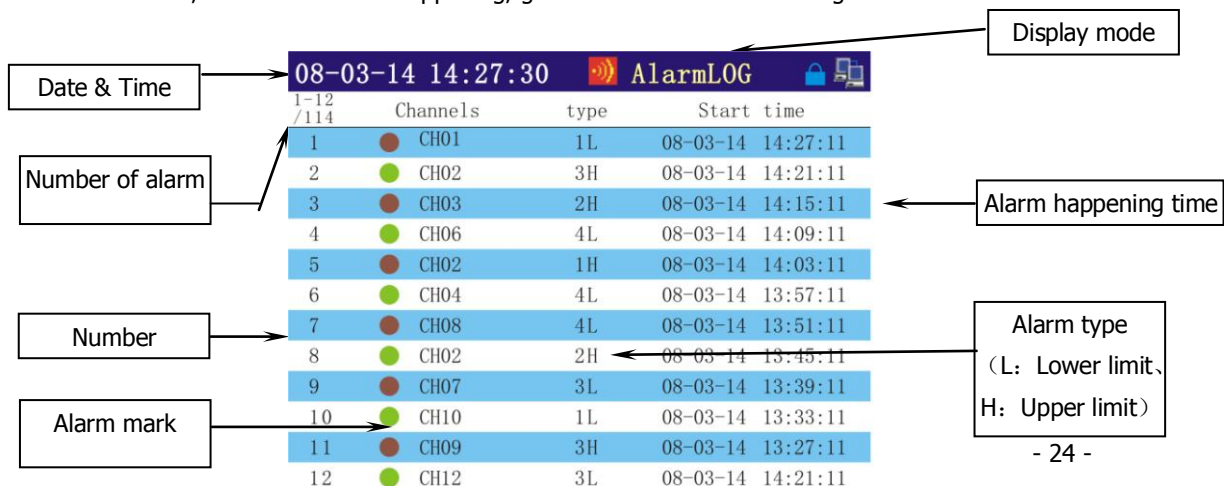 Display mode
Date & Time
08-03-14 14:27:30 AlarmLOG
1-12
/114 Channels type Start time
1 CH01 1L 08-03-14 14:27:11
2 CH02 3H 08-03-14 14:21:11
Number of alarm
3 CH03 2H 08-03-14 14:15:11
Alarm happening time
4 CH06 4L 08-03-14 14:09:11
5 CH02 1H 08-03-14 14:03:11
6 CH04 4L 08-03-14 13:57:11
7 CH08 4L 08-03-14 13:51:11
Number
8 CH02 2H 08-03-14 13:45:11
Alarm type
（L：Lower limit、
H：Upper limit）
9 CH07 3L 08-03-14 13:39:11
10 CH10 1L 08-03-14 13:33:11
Alarm mark
11 CH09 3H 08-03-14 13:27:11
12 CH12 3L 08-03-14 14:21:11
- 24 -